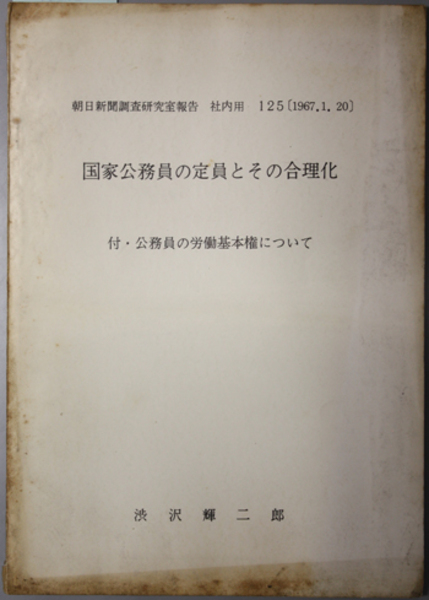 朝日新聞調査研究室報告 社内用 125〔1967.1.20〕
国家公務員の定員とその合理化
付・公務員の労働基本権について
渋沢輝二郎